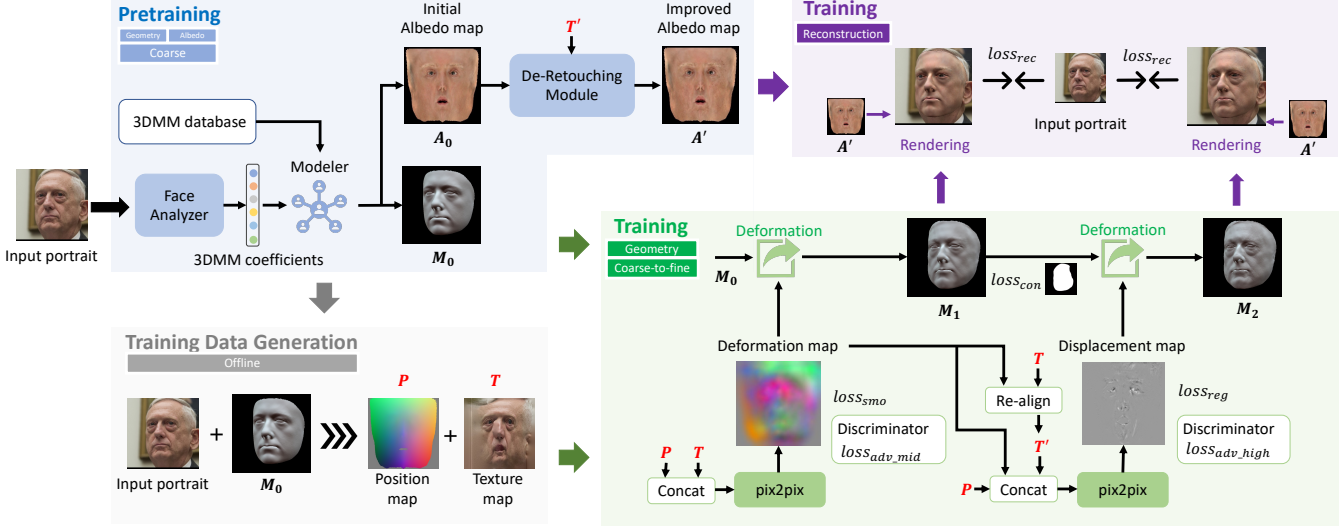 Pretraining
Geometry
Albedo
Coarse
Initial
Albedo map
T′
Improved
Albedo map
De-Retouching
Module
A₀
A′
3DMM database
Modeler
Face
Analyzer
3DMM coefficients
M₀
Input portrait
Training
Reconstruction
loss_rec
loss_rec
Input portrait
A′
Rendering
Rendering
A′
Training Data Generation
Offline
P
T
+
+
Input portrait
M₀
Position
map
Texture
map
Training
Geometry
Coarse-to-fine
Deformation
Deformation
M₀
M₁
loss_con
M₂
Deformation map
Displacement map
T
Re-align
T′
loss_smo
Discriminator
loss_adv_mid
loss_reg
Discriminator
loss_adv_high
P
T
Concat
pix2pix
P
Concat
pix2pix